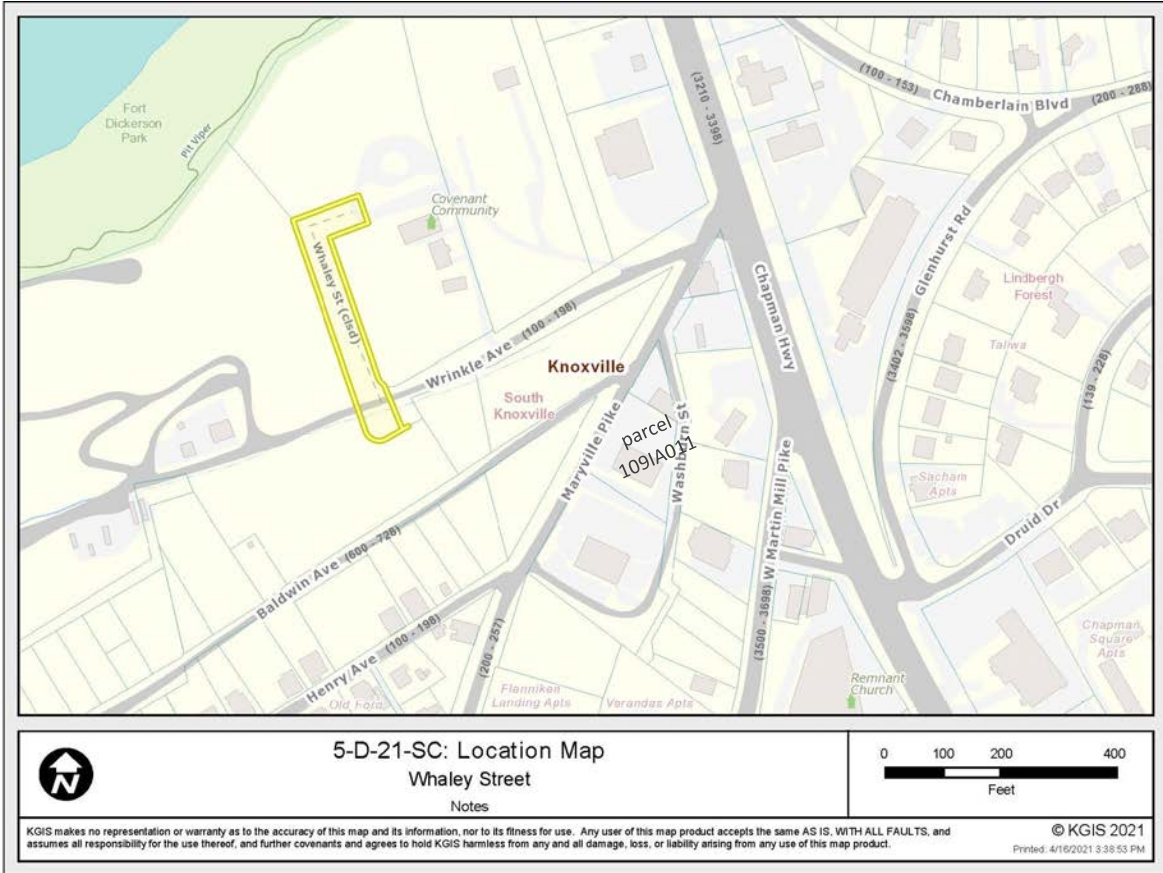 (3210 - 3398)
(100 - 153)
Chamberlain Blvd
(200 - 288)
Fort
Dickerson
Park
Pit Viper
Covenant
Community
Whaley St (clsd)
Glenhurst Rd
Lindbergh
Forest
Taliwa
Chapman Hwy
(3402 - 3598)
(139 - 228)
Wrinkle Ave (100 - 198)
Knoxville
South
Knoxville
Maryville Pike
parcel
109IA011
Washburn St
W Martin Mill Pike
(3500 - 3698)
Sacham
Apts
Druid Dr
Baldwin Ave (600 - 726)
Henry Ave (100 - 198)
(200 - 257)
Old Ford
Flenniken
Landing Apts
Verandas Apts
Remnant
Church
Chapman
Square
Apts
N
5-D-21-SC: Location Map
Whaley Street
Notes
0 100 200 400
Feet
KGIS makes no representation or warranty as to the accuracy of this map and its information, nor to its fitness for use. Any user of this map product accepts the same AS IS, WITH ALL FAULTS, and
assumes all responsibility for the use thereof, and further covenants and agrees to hold KGIS harmless from any and all damage, loss, or liability arising from any use of this map product.
© KGIS 2021
Printed: 4/16/2021 3:38:53 PM